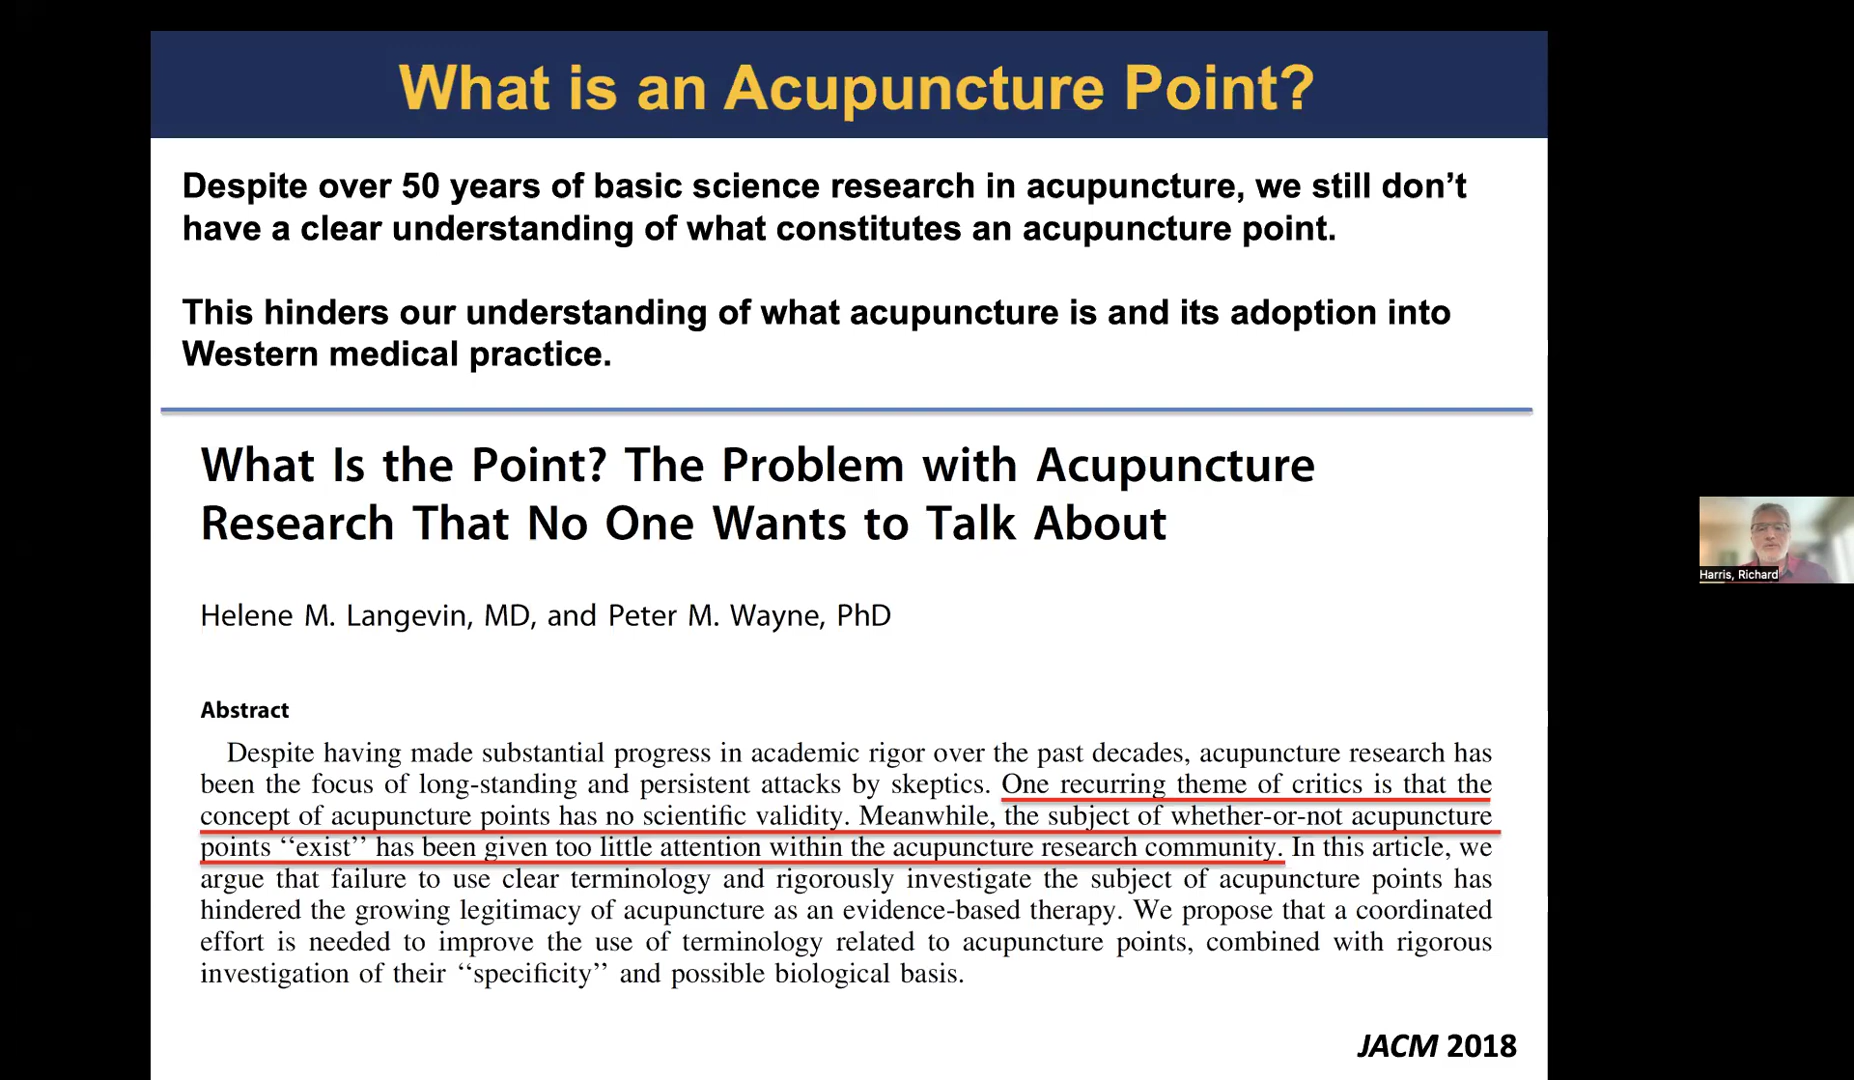 What is an Acupuncture Point?
Despite over 50 years of basic science research in acupuncture, we still don’t
have a clear understanding of what constitutes an acupuncture point.
This hinders our understanding of what acupuncture is and its adoption into
Western medical practice.
What Is the Point? The Problem with Acupuncture
Research That No One Wants to Talk About
Helene M. Langevin, MD, and Peter M. Wayne, PhD
Abstract
Despite having made substantial progress in academic rigor over the past decades, acupuncture research has
been the focus of long-standing and persistent attacks by skeptics. One recurring theme of critics is that the
concept of acupuncture points has no scientific validity. Meanwhile, the subject of whether-or-not acupuncture
points ‘‘exist’’ has been given too little attention within the acupuncture research community. In this article, we
argue that failure to use clear terminology and rigorously investigate the subject of acupuncture points has
hindered the growing legitimacy of acupuncture as an evidence-based therapy. We propose that a coordinated
effort is needed to improve the use of terminology related to acupuncture points, combined with rigorous
investigation of their ‘‘specificity’’ and possible biological basis.
JACM 2018
Harris, Richard